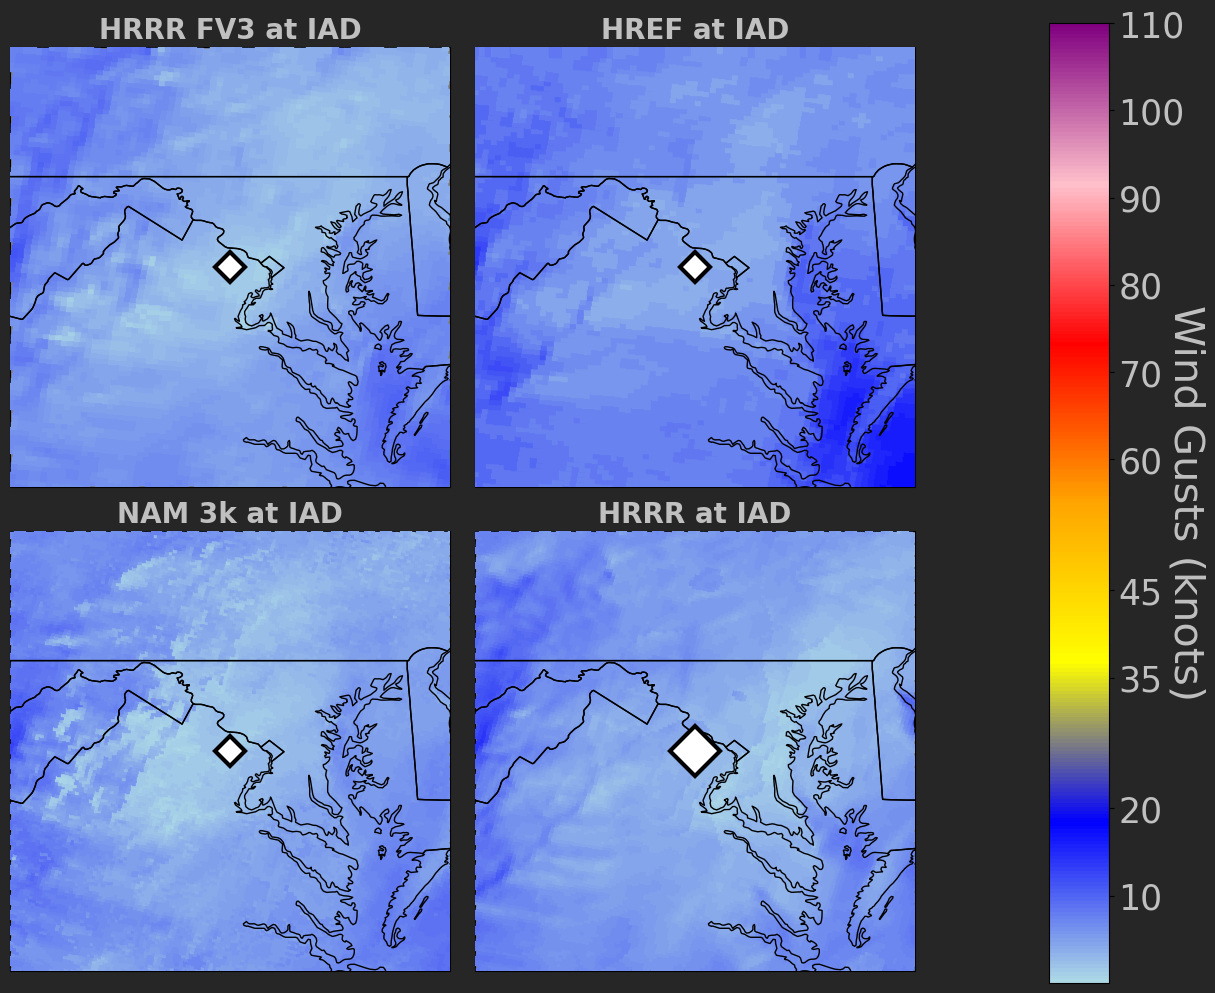 HRRR FV3 at IAD
HREF at IAD
NAM 3k at IAD
HRRR at IAD
110
100
90
80
70
60
45
35
20
10
Wind Gusts (knots)